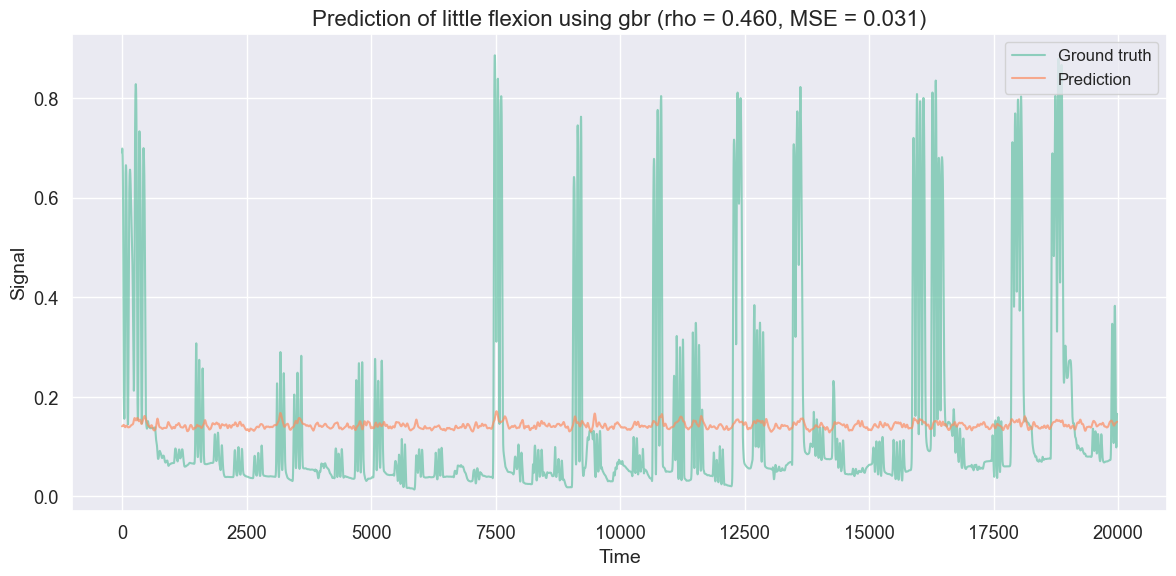 Prediction of little flexion using gbr (rho = 0.460, MSE = 0.031)
Ground truth
Prediction
Signal
0.8
0.6
0.4
0.2
0.0
0 2500 5000 7500 10000 12500 15000 17500 20000
Time